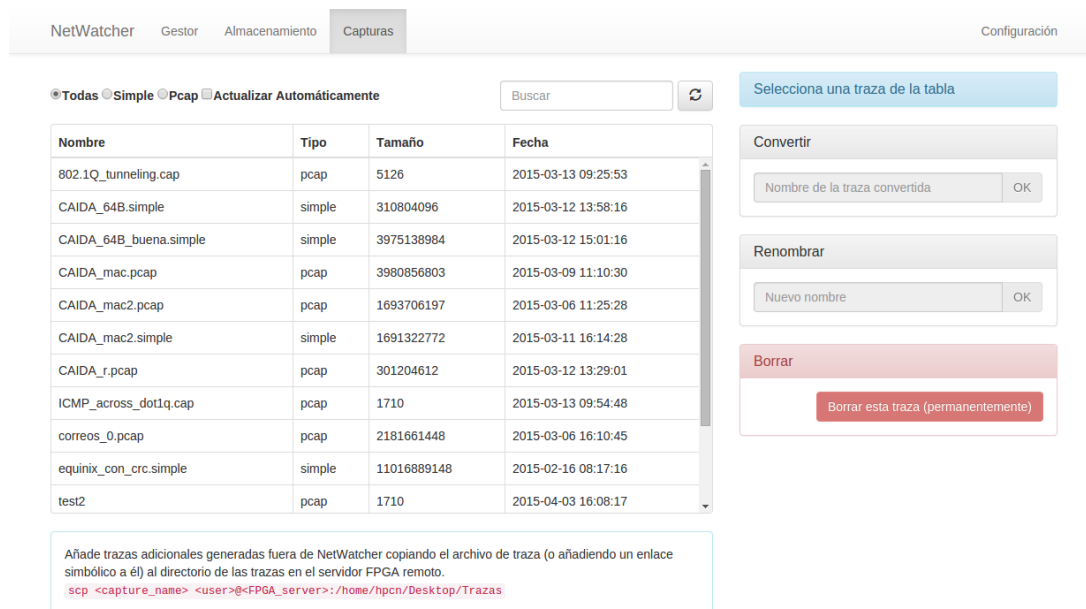 NetWatcher Gestor Almacenamiento Capturas Configuración
Todas Simple Pcap Actualizar Automáticamente Buscar
Nombre Tipo Tamaño Fecha
802.1Q_tunneling.cap pcap 5126 2015-03-13 09:25:53
CAIDA_64B.simple simple 310804096 2015-03-12 13:58:16
CAIDA_64B_buena.simple simple 3975138984 2015-03-12 15:01:16
CAIDA_mac.pcap pcap 3980856803 2015-03-09 11:10:30
CAIDA_mac2.pcap pcap 1693706197 2015-03-06 11:25:28
CAIDA_mac2.simple simple 1691322772 2015-03-11 16:14:28
CAIDA_r.pcap pcap 301204612 2015-03-12 13:29:01
ICMP_across_dot1q.cap pcap 1710 2015-03-13 09:54:48
correos_0.pcap pcap 2181661448 2015-03-06 16:10:45
equinix_con_crc.simple simple 11016889148 2015-02-16 08:17:16
test2 pcap 1710 2015-04-03 16:08:17
Añade trazas adicionales generadas fuera de NetWatcher copiando el archivo de traza (o añadiendo un enlace
simbólico a él) al directorio de las trazas en el servidor FPGA remoto.
scp <capture_name> <user>@<FPGA_server>:/home/hpcn/Desktop/Trazas
Selecciona una traza de la tabla
Convertir
Nombre de la traza convertida OK
Renombrar
Nuevo nombre OK
Borrar
Borrar esta traza (permanentemente)